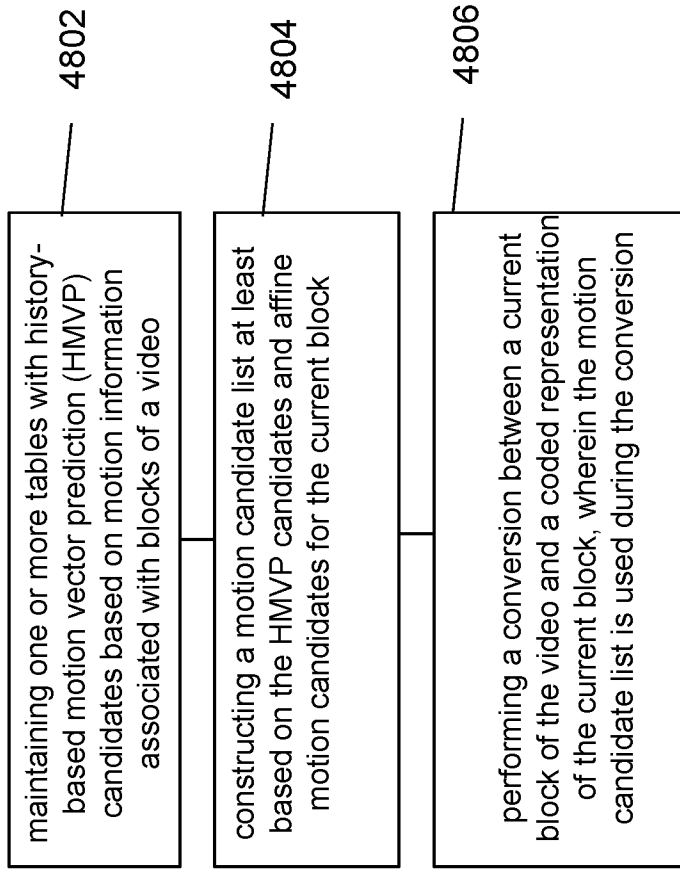 maintaining one or more tables with history-
based motion vector prediction (HMVP)
candidates based on motion information
associated with blocks of a video
4802
constructing a motion candidate list at least
based on the HMVP candidates and affine
motion candidates for the current block
4804
performing a conversion between a current
block of the video and a coded representation
of the current block, wherein the motion
candidate list is used during the conversion
4806